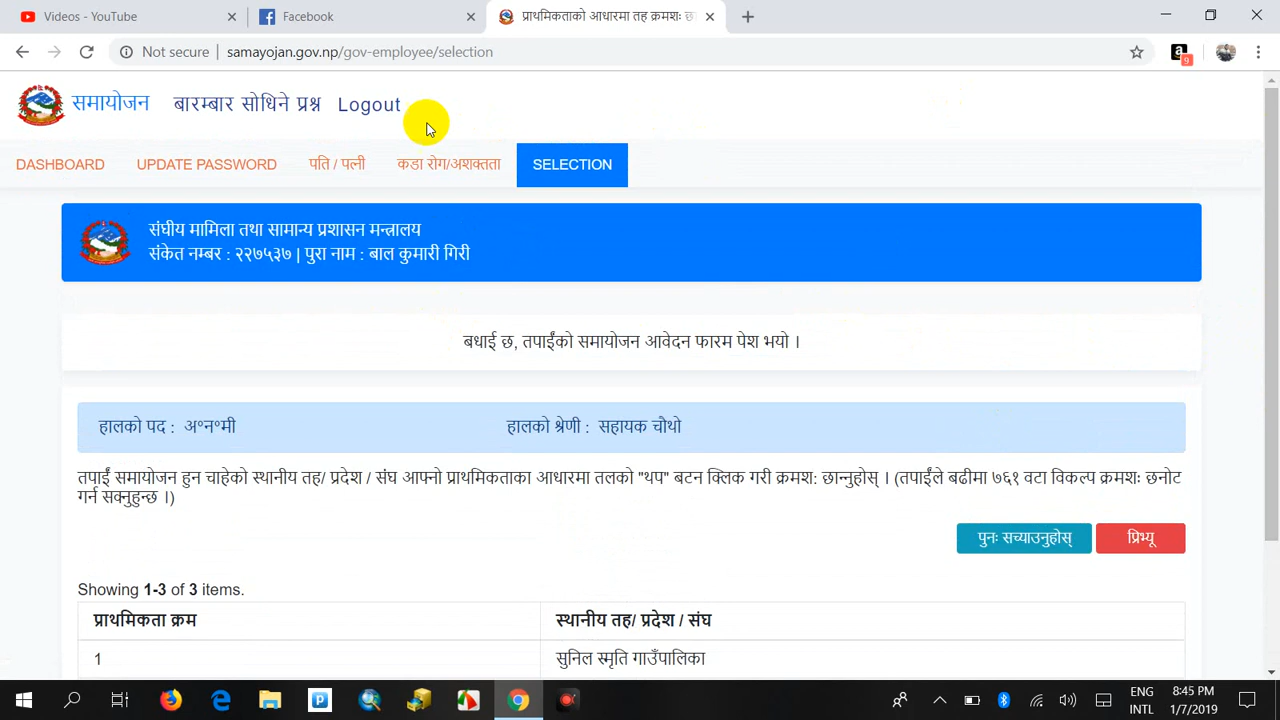 Videos - YouTube
Facebook
प्राथमिकताको आधारमा तह क्रमशः छ
Not secure
samayojan.gov.np/gov-employee/selection
9
समायोजन
बारम्बार सोधिने प्रश्न
Logout
DASHBOARD
UPDATE PASSWORD
पति / पत्नी
कडा रोग/अशक्तता
SELECTION
संघीय मामिला तथा सामान्य प्रशासन मन्त्रालय
संकेत नम्बर : २२७५३७ | पुरा नाम : बाल कुमारी गिरी
बधाई छ, तपाईंको समायोजन आवेदन फारम पेश भयो ।
हालको पद : अ°न°मी
हालको श्रेणी : सहायक चौथो
तपाईं समायोजन हुन चाहेको स्थानीय तह/ प्रदेश / संघ आफ्नो प्राथमिकताका आधारमा तलको "थप" बटन क्लिक गरी क्रमश: छान्नुहोस् । (तपाईंले बढीमा ७६१ वटा विकल्प क्रमशः छनोट
गर्न सक्नुहुन्छ ।)
पुनः सच्याउनुहोस्
प्रिभ्यू
Showing 1-3 of 3 items.
प्राथमिकता क्रम
स्थानीय तह/ प्रदेश / संघ
1
सुनिल स्मृति गाउँपालिका
ENG
INTL
8:45 PM
1/7/2019